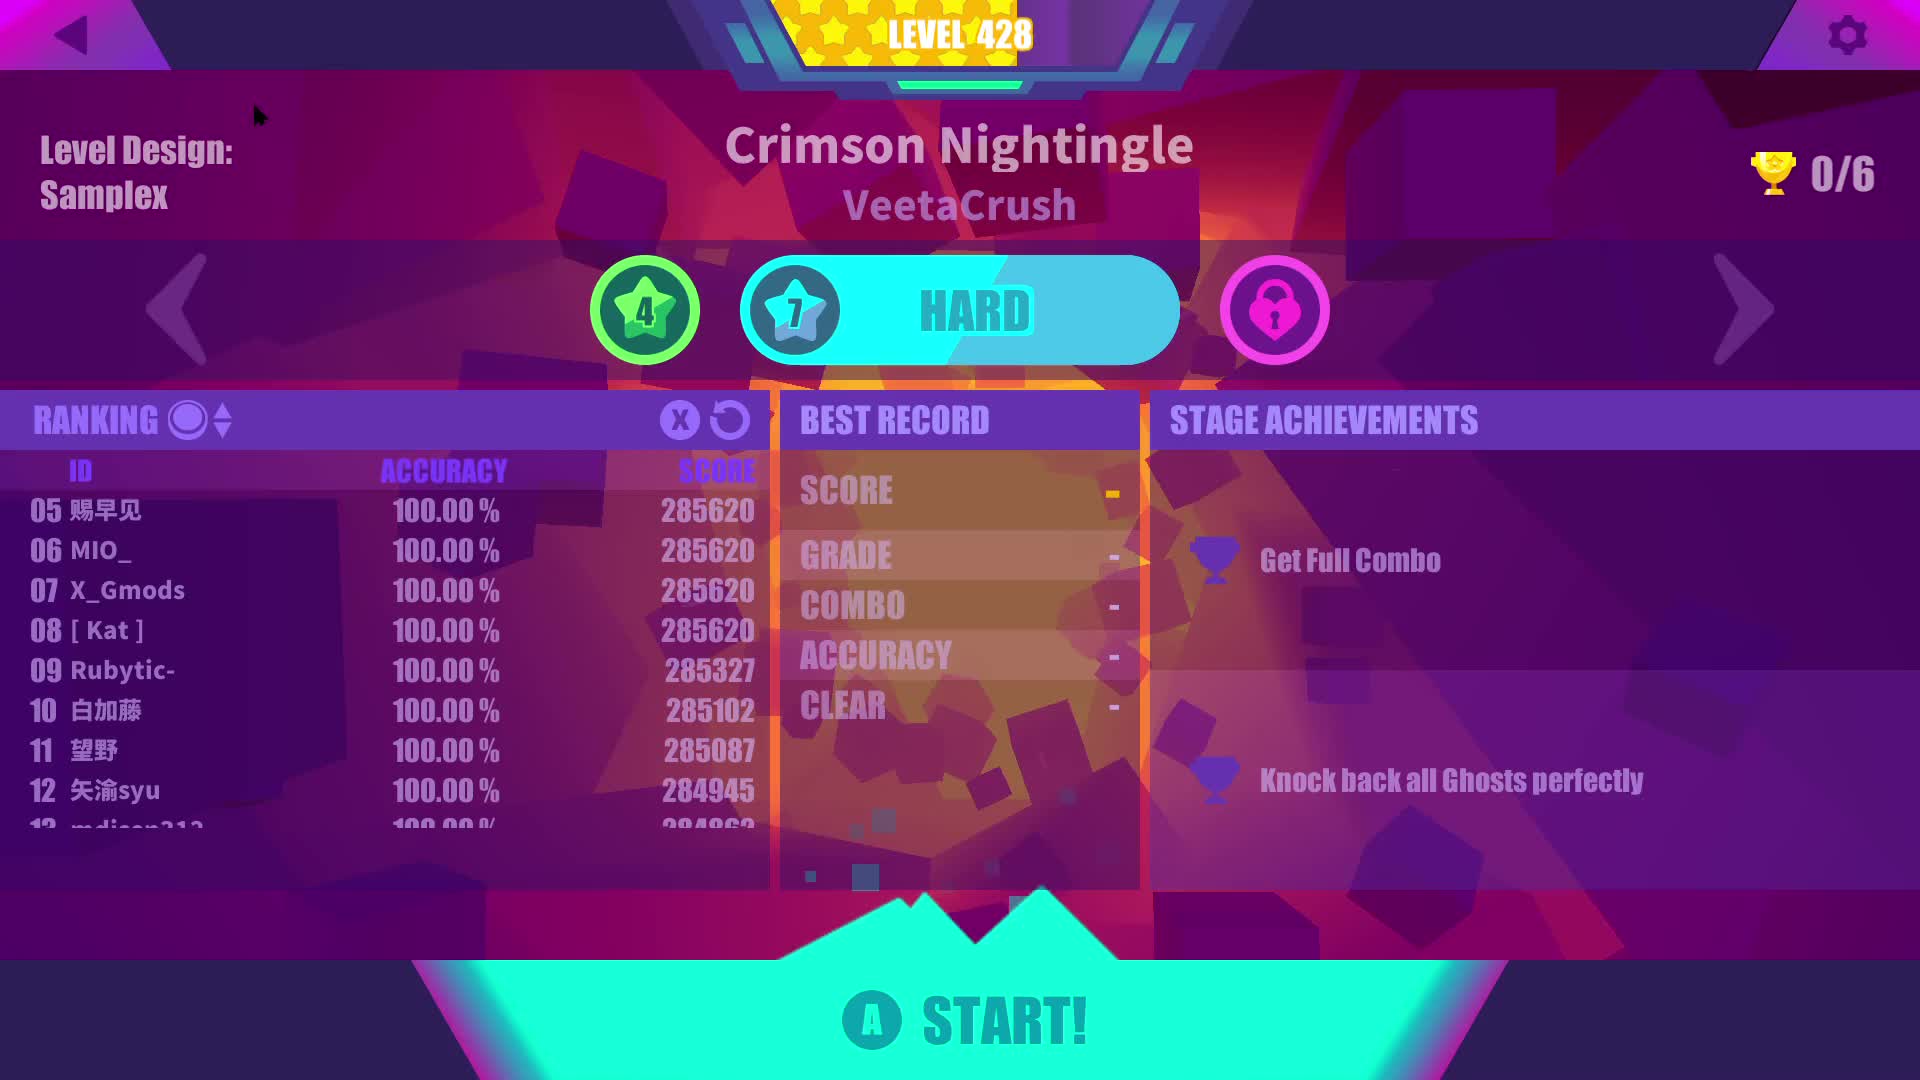 LEVEL 428
Level Design:
Samplex
Crimson Nightingle
VeetaCrush
0/6
4
7
HARD
RANKING
X
BEST RECORD
STAGE ACHIEVEMENTS
ID ACCURACY SCORE
05 赐早见 100.00 % 285620
06 MIO_ 100.00 % 285620
07 X_Gmods 100.00 % 285620
08 [ Kat ] 100.00 % 285620
09 Rubytic- 100.00 % 285327
10 白加藤 100.00 % 285102
11 望野 100.00 % 285087
12 矢渝syu 100.00 % 284945
SCORE -
GRADE -
COMBO -
ACCURACY -
CLEAR -
Get Full Combo
Knock back all Ghosts perfectly
A START!